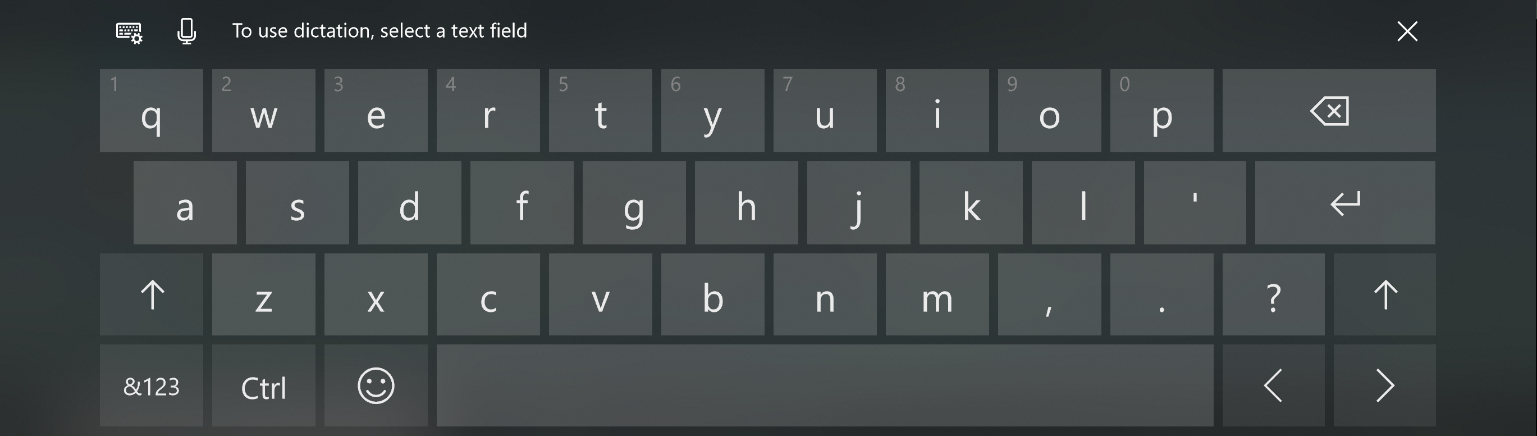 To use dictation, select a text field
1 2 3 4 5 6 7 8 9 0
q w e r t y u i o p
a s d f g h j k l '
z x c v b n m , . ?
&123 Ctrl